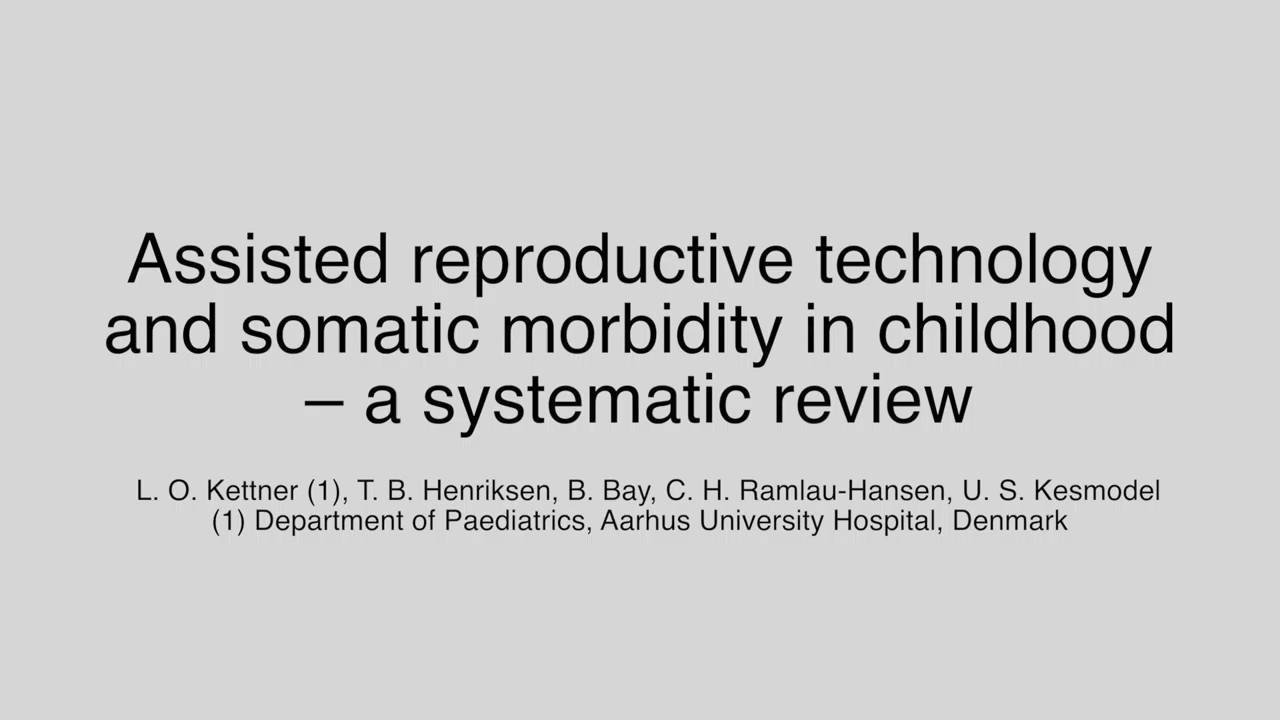 Assisted reproductive technology
and somatic morbidity in childhood
– a systematic review
L. O. Kettner (1), T. B. Henriksen, B. Bay, C. H. Ramlau-Hansen, U. S. Kesmodel
(1) Department of Paediatrics, Aarhus University Hospital, Denmark